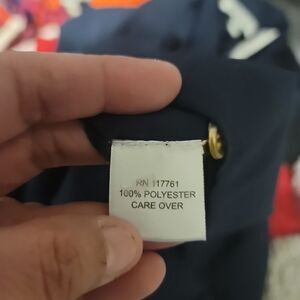 RN 117761
100% POLYESTER
CARE OVER